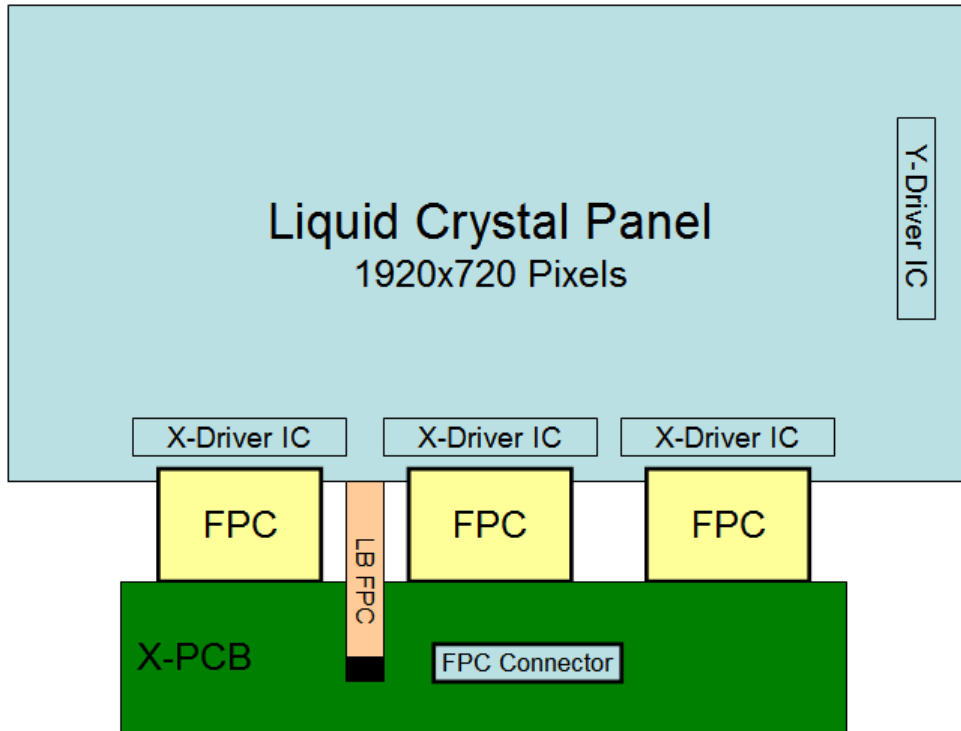 Liquid Crystal Panel
1920x720 Pixels
Y-Driver IC
X-Driver IC
X-Driver IC
X-Driver IC
FPC
LB FPC
FPC
FPC
X-PCB
FPC Connector